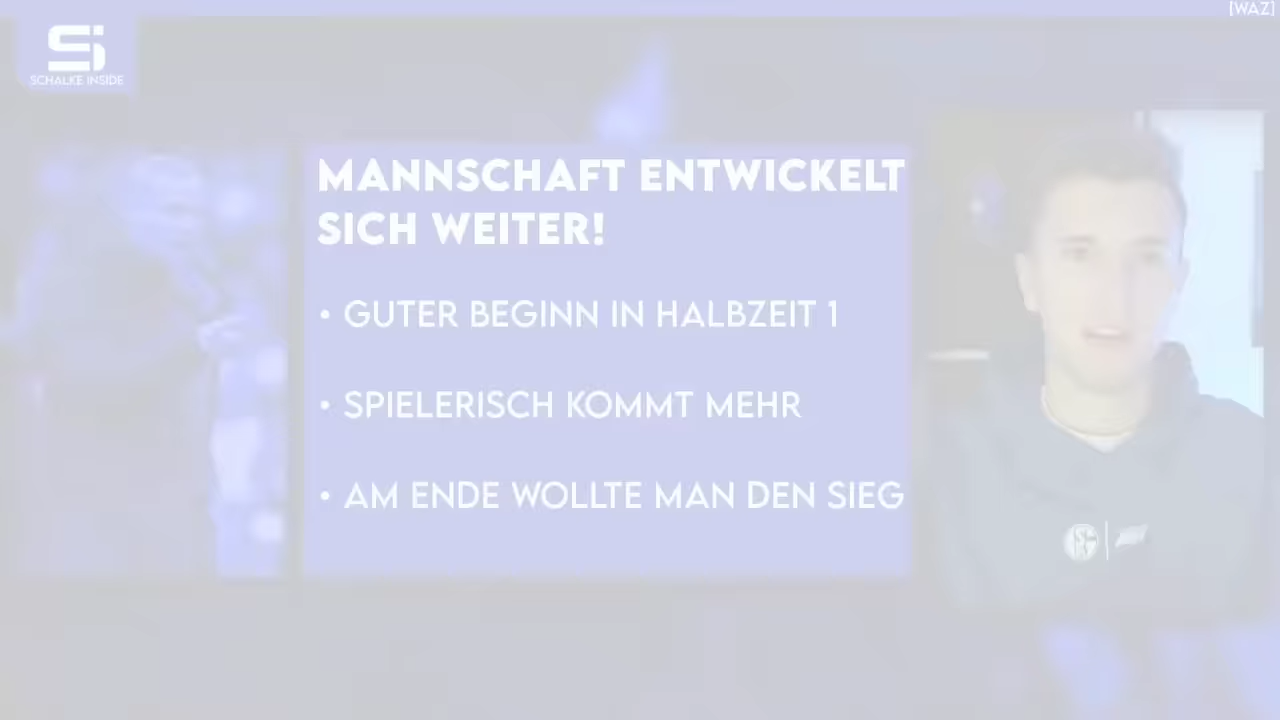 [WAZ]
SCHALKE INSIDE
MANNSCHAFT ENTWICKELT
SICH WEITER!
• GUTER BEGINN IN HALBZEIT 1
• SPIELERISCH KOMMT MEHR
• AM ENDE WOLLTE MAN DEN SIEG